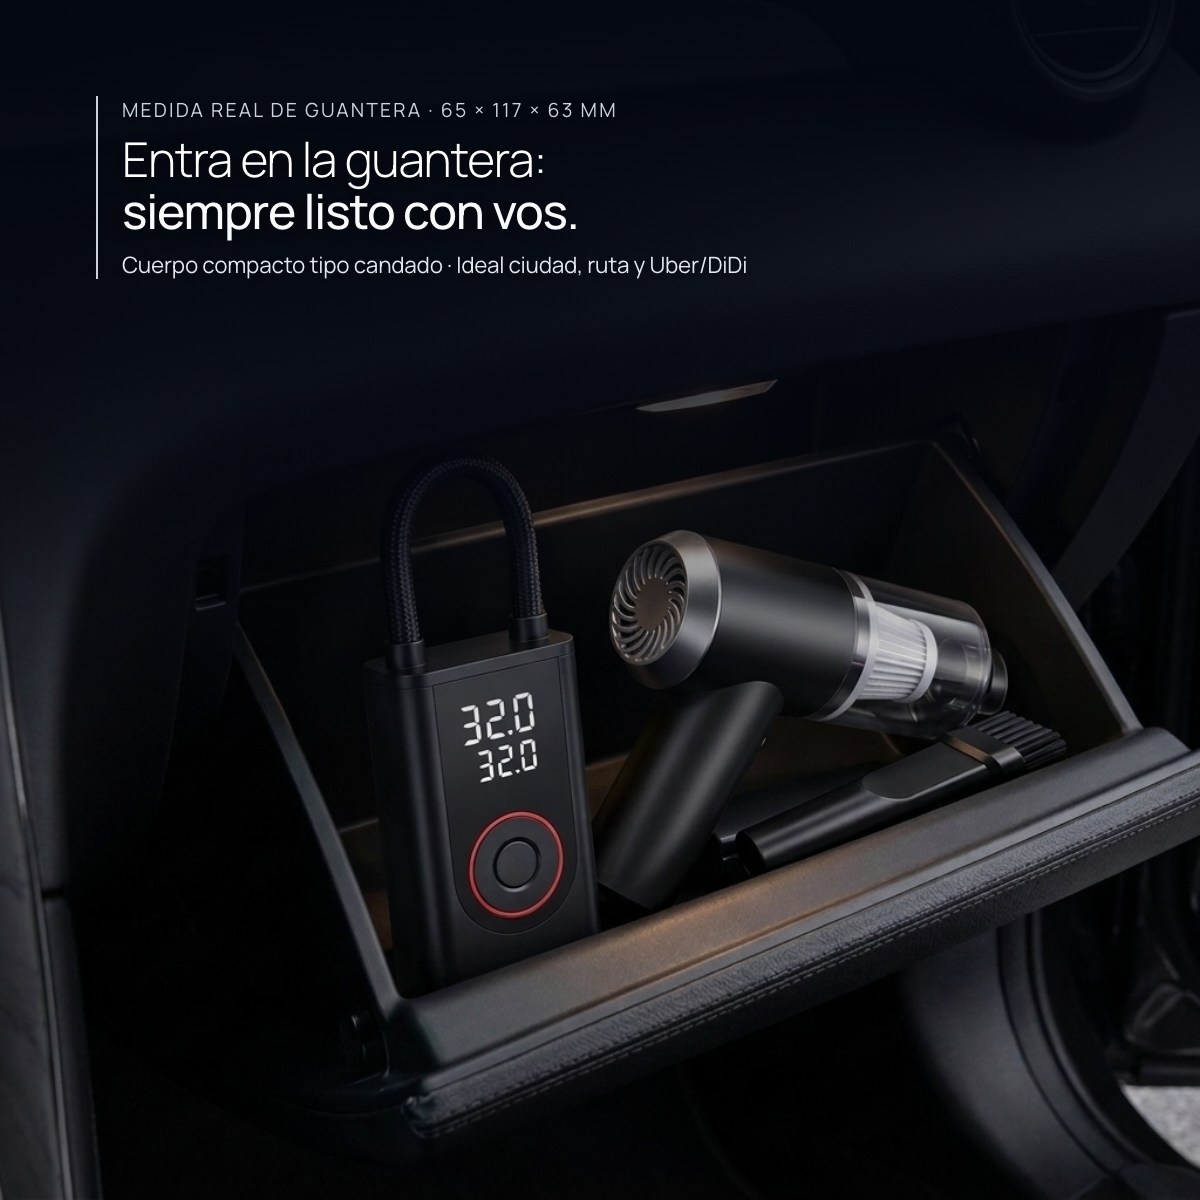 MEDIDA REAL DE GUANTERA · 65 × 117 × 63 MM
Entra en la guantera:
siempre listo con vos.
Cuerpo compacto tipo candado · Ideal ciudad, ruta y Uber/DiDi
32.0
32.0